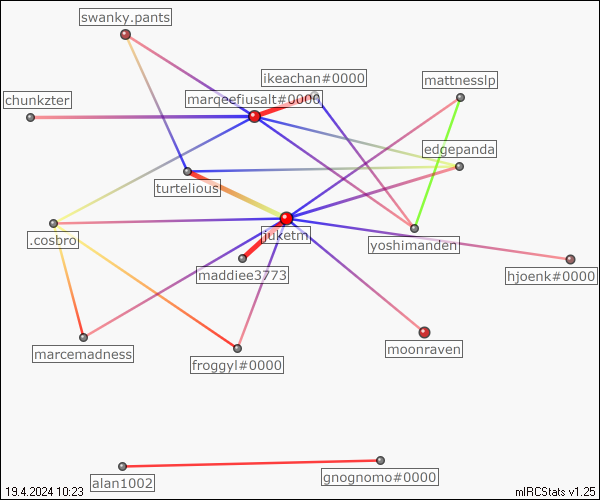 swanky.pants
ikeachan#0000
mattnesslp
chunkzter
marqeefiusalt#0000
edgepanda
turtelious
juketm
.cosbro
yoshimanden
maddiee3773
hjoenk#0000
marcemadness
froggyl#0000
moonraven
alan1002
gnognomo#0000
19.4.2024 10:23
mIRCStats v1.25